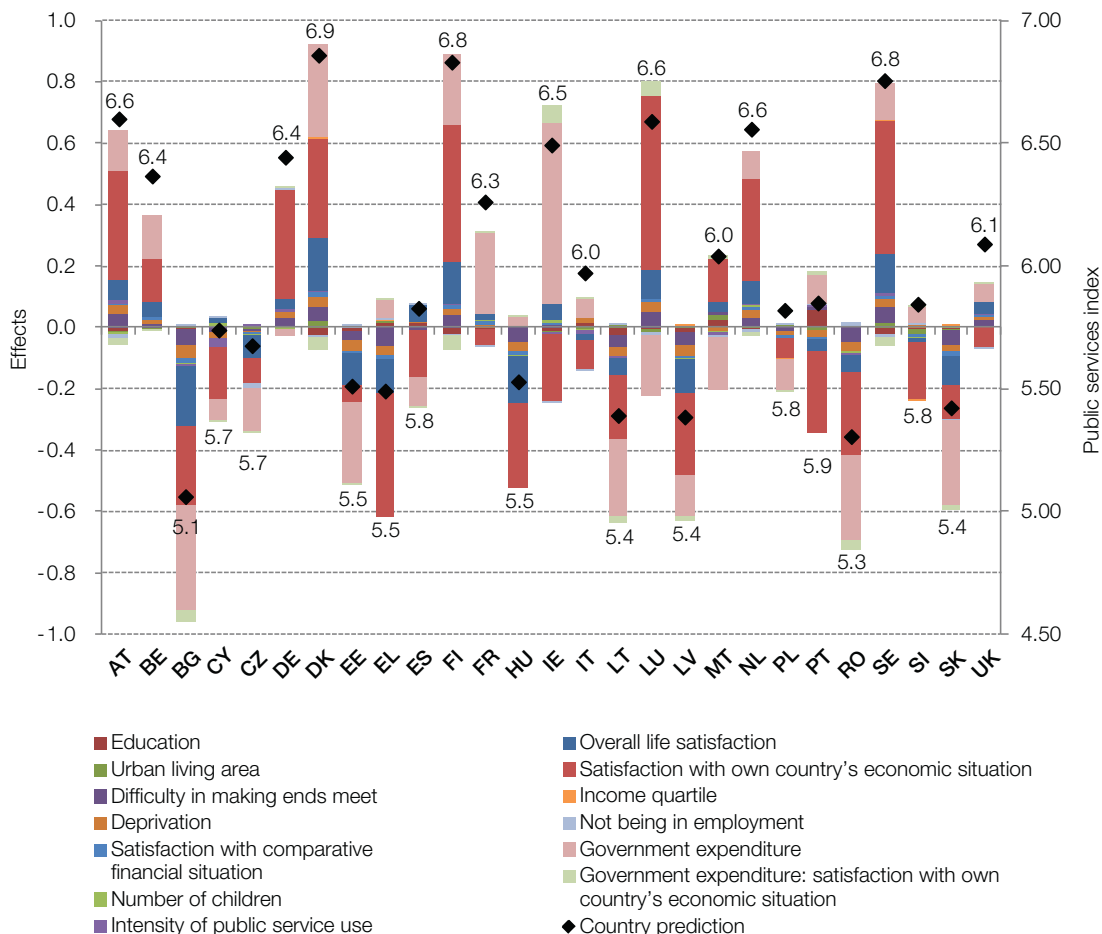 1.0
0.8
0.6
0.4
0.2
0.0
-0.2
-0.4
-0.6
-0.8
-1.0
Effects
7.00
6.50
6.00
5.50
5.00
4.50
Public services index
6.6
6.4
5.1
5.7
5.7
6.4
6.9
5.5
5.5
5.8
6.8
6.3
5.5
6.5
6.0
5.4
6.6
5.4
6.0
6.6
5.8
5.9
5.3
6.8
5.8
5.4
6.1
AT
BE
BG
CY
CZ
DE
DK
EE
EL
ES
FI
FR
HU
IE
IT
LT
LU
LV
MT
NL
PL
PT
RO
SE
SI
SK
UK
Education
Urban living area
Difficulty in making ends meet
Deprivation
Satisfaction with comparative
financial situation
Number of children
Intensity of public service use
Overall life satisfaction
Satisfaction with own country's economic situation
Income quartile
Not being in employment
Government expenditure
Government expenditure: satisfaction with own
country's economic situation
Country prediction